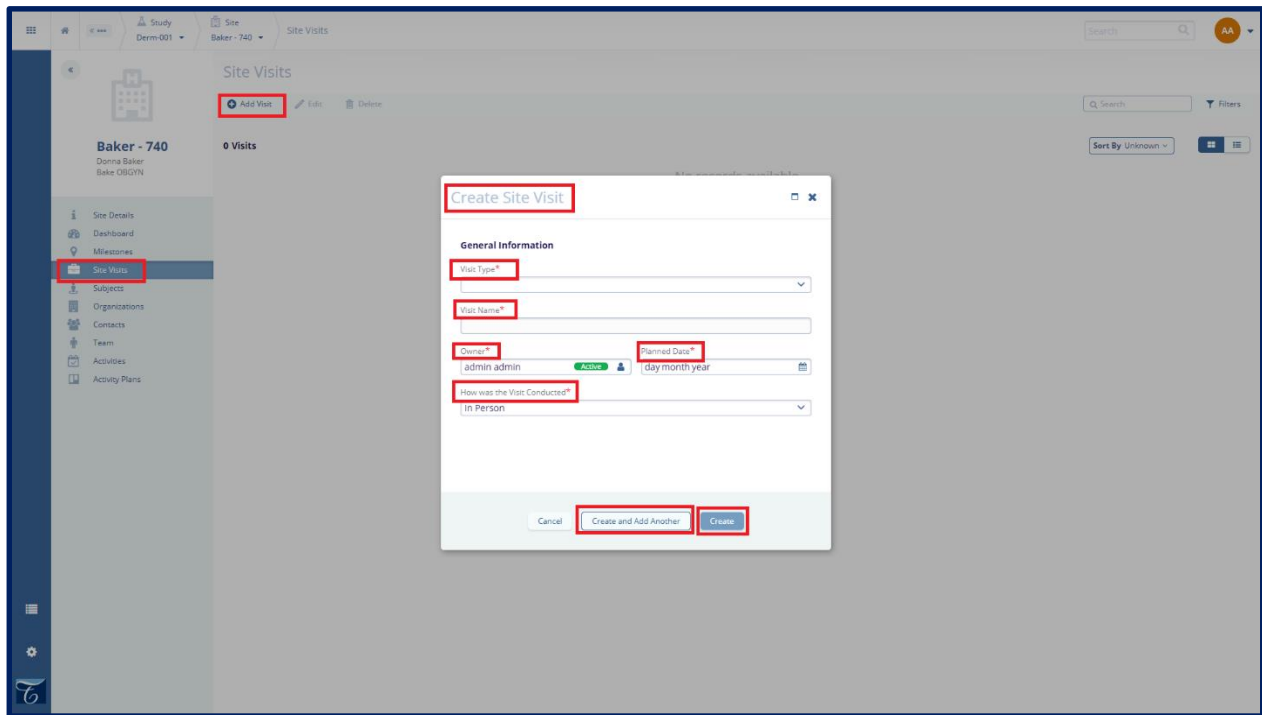 Study
Derm-001
Site
Baker - 740
Site Visits
Search
AA
Site Visits
Add Visit
Edit
Delete
Search
Filters
Baker - 740
Donna Baker
Bake OBGYN
0 Visits
Sort By Unknown
No records available
Site Details
Dashboard
Milestones
Site Visits
Subjects
Organizations
Contacts
Team
Activities
Activity Plans
Create Site Visit
General Information
Visit Type*
Visit Name*
Owner*
Planned Date*
admin admin
Active
day month year
How was the Visit Conducted*
In Person
Cancel
Create and Add Another
Create